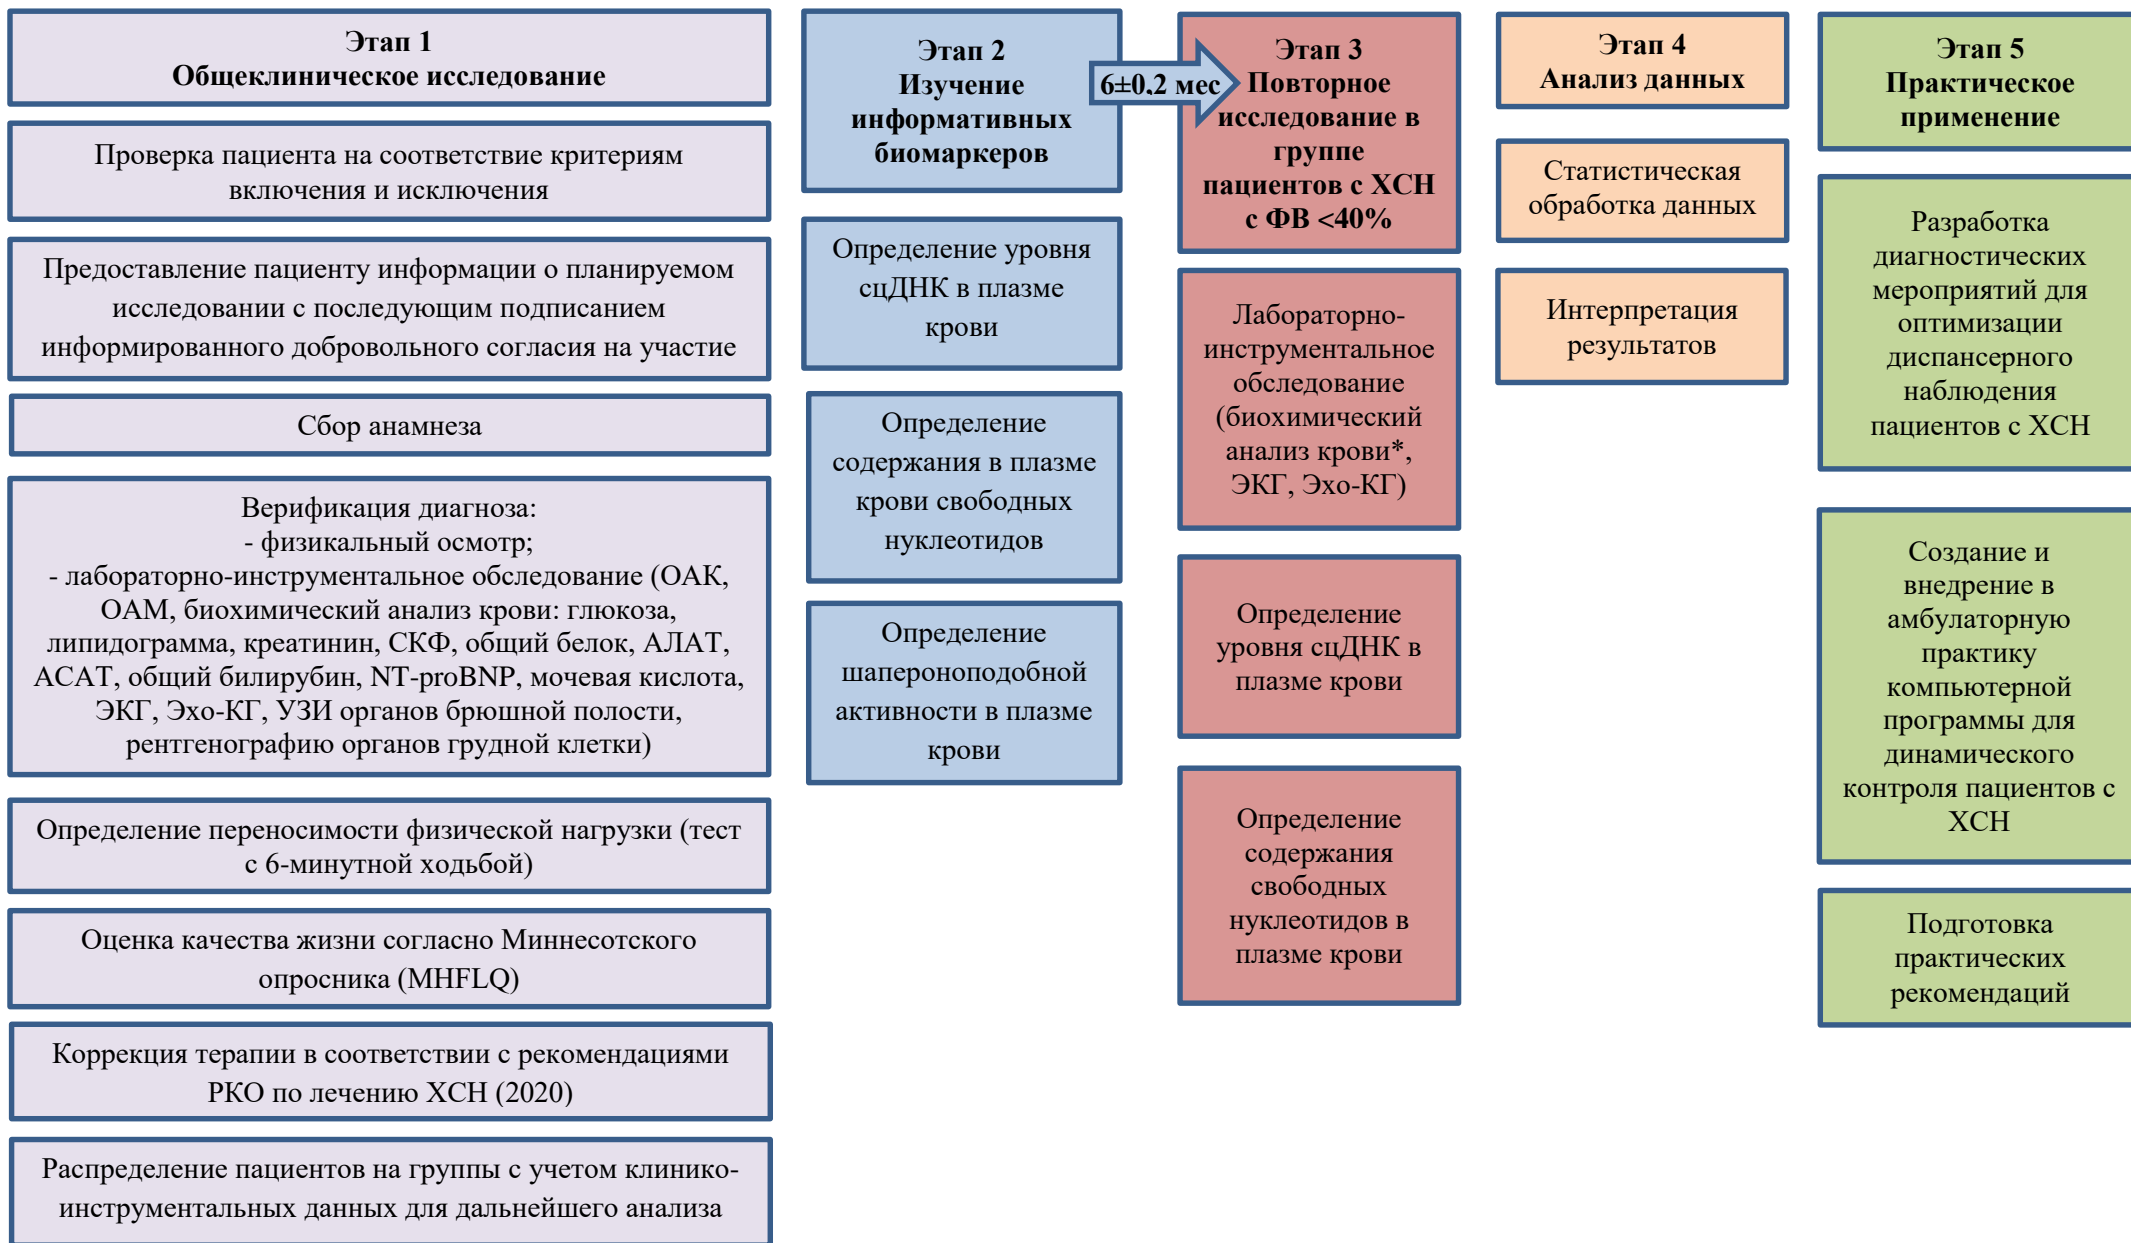 Этап 1
Общеклиническое исследование
Проверка пациента на соответствие критериям
включения и исключения
Предоставление пациенту информации о планируемом
исследовании с последующим подписанием
информированного добровольного согласия на участие
Сбор анамнеза
Верификация диагноза:
- физикальный осмотр;
- лабораторно-инструментальное обследование (ОАК,
ОАМ, биохимический анализ крови: глюкоза,
липидограмма, креатинин, СКФ, общий белок, АЛАТ,
АСАТ, общий билирубин, NT-proBNP, мочевая кислота,
ЭКГ, Эхо-КГ, УЗИ органов брюшной полости,
рентгенографию органов грудной клетки)
Определение переносимости физической нагрузки (тест
с 6-минутной ходьбой)
Оценка качества жизни согласно Миннесотского
опросника (MHFLQ)
Коррекция терапии в соответствии с рекомендациями
РКО по лечению ХСН (2020)
Распределение пациентов на группы с учетом клинико-
инструментальных данных для дальнейшего анализа
Этап 2
Изучение
информативных
биомаркеров
Определение уровня
сцДНК в плазме
крови
Определение
содержания в плазме
крови свободных
нуклеотидов
Определение
шапероноподобной
активности в плазме
крови
6±0,2 мес
Этап 3
Повторное
исследование в
группе
пациентов с ХСН
с ФВ <40%
Лабораторно-
инструментальное
обследование
(биохимический
анализ крови*,
ЭКГ, Эхо-КГ)
Определение
уровня сцДНК в
плазме крови
Определение
содержания
свободных
нуклеотидов в
плазме крови
Этап 4
Анализ данных
Статистическая
обработка данных
Интерпретация
результатов
Этап 5
Практическое
применение
Разработка
диагностических
мероприятий для
оптимизации
диспансерного
наблюдения
пациентов с ХСН
Создание и
внедрение в
амбулаторную
практику
компьютерной
программы для
динамического
контроля пациентов с
ХСН
Подготовка
практических
рекомендаций